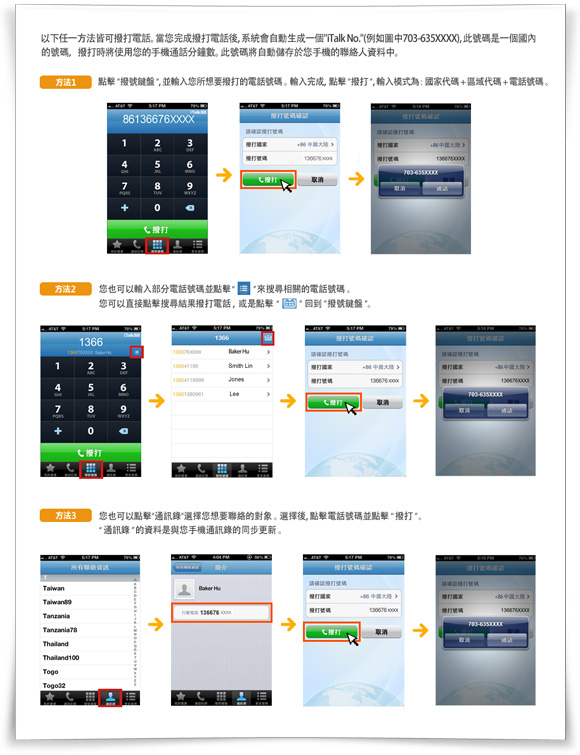 以下任一方法皆可撥打電話。當您完成撥打電話後, 系統會自動生成一個"iTalk No."(例如圖中703-635XXXX), 此號碼是一個國內
的號碼, 撥打時將使用您的手機通話分鐘數。此號碼將自動儲存於您手機的聯絡人資料中。
方法1
點擊 "撥號鍵盤", 並輸入您所想要撥打的電話號碼。輸入完成, 點擊 "撥打", 輸入模式為: 國家代碼 + 區域代碼 + 電話號碼。
AT&T 5:17 PM 79%
iTalkBB
86136676XXXX
1 2 ABC 3 DEF
4 GHI 5 JKL 6 MNO
7 PQRS 8 TUV 9 WXYZ
+ 0
撥打
AT&T 5:17 PM 79%
撥打號碼確認
請確認撥打號碼
撥打國家 +86 中國大陸 >
撥打號碼 136676 xxxx
撥打 取消
撥打號碼確認
請確認撥打號碼
撥打國家 +86 中國大陸 >
撥打號碼 136676xxxx
703-635XXXX
取消 通話
方法2
您也可以輸入部分電話號碼並點擊 " " 來搜尋相關的電話號碼。
您可以直接點擊搜尋結果撥打電話, 或是點擊 " " 回到 "撥號鍵盤"。
AT&T 5:17 PM 79%
iTalkBB
1366
136676XXXX, Baker Hu
1 2 ABC 3 DEF
4 GHI 5 JKL 6 MNO
7 PQRS 8 TUV 9 WXYZ
+ 0
撥打
AT&T 5:17 PM 79%
1366
136676XXXX Baker Hu >
Smith Lin >
Jones >
Lee >
AT&T 5:17 PM 79%
撥打號碼確認
請確認撥打號碼
撥打國家 +86 中國大陸 >
撥打號碼 136676 xxxx
撥打 取消
撥打號碼確認
請確認撥打號碼
撥打國家 +86 中國大陸 >
撥打號碼 136676xxxx
703-635XXXX
取消 通話
方法3
您也可以點擊"通訊錄"選擇您想要聯絡的對象。選擇後, 點擊電話號碼並點擊 "撥打"。
"通訊錄"的資料是與您手機通訊錄的同步更新。
AT&T 5:17 PM 79%
所有聯絡資訊
T
Taiwan
Taiwan89
Tanzania
Tanzania78
Thailand
Thailand100
Togo
Togo32
通訊錄
AT&T 4:04 PM 58%
簡介
Baker Hu
行動電話 136676 XXXX
AT&T 5:17 PM 79%
撥打號碼確認
請確認撥打號碼
撥打國家 +86 中國大陸 >
撥打號碼 136676 xxxx
撥打 取消
撥打號碼確認
請確認撥打號碼
撥打國家 +86 中國大陸 >
撥打號碼 136676xxxx
703-635XXXX
取消 通話